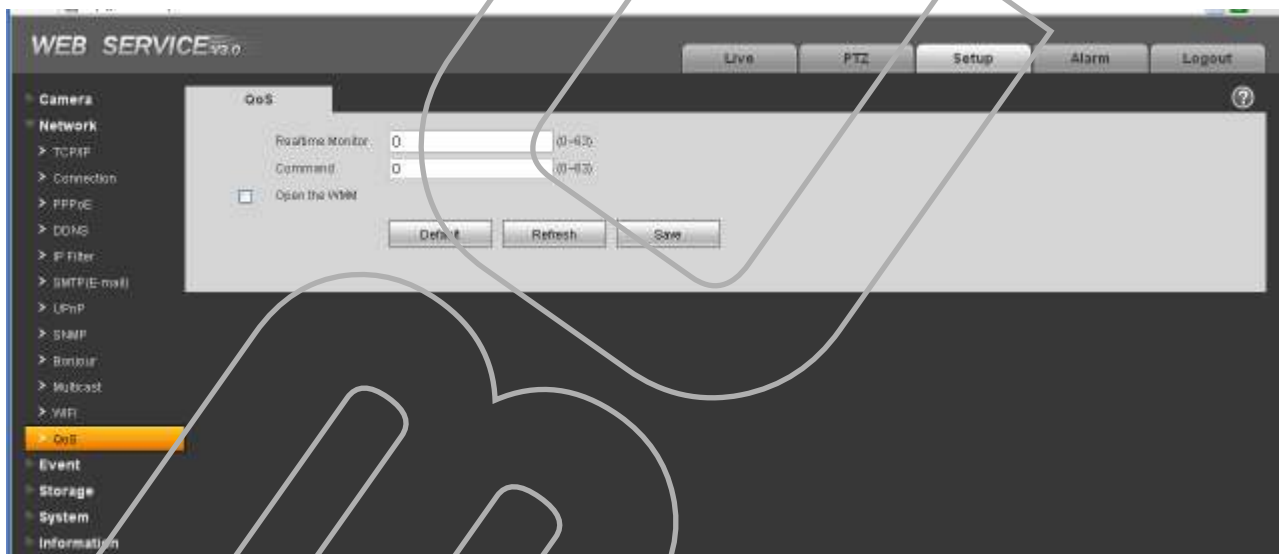 WEB SERVICE V3.0
Live
PTZ
Setup
Alarm
Logout
Camera
Network
> TCP/IP
> Connection
> PPPoE
> DDNS
> IP Filter
> SMTP(E-mail)
> UPnP
> SNMP
> Bonjour
> Multicast
> WIFI
> QoS
Event
Storage
System
Information
QoS
?
Realtime Monitor 0 (0~63)
Command 0 (0~63)
Open the WMM
Default
Refresh
Save